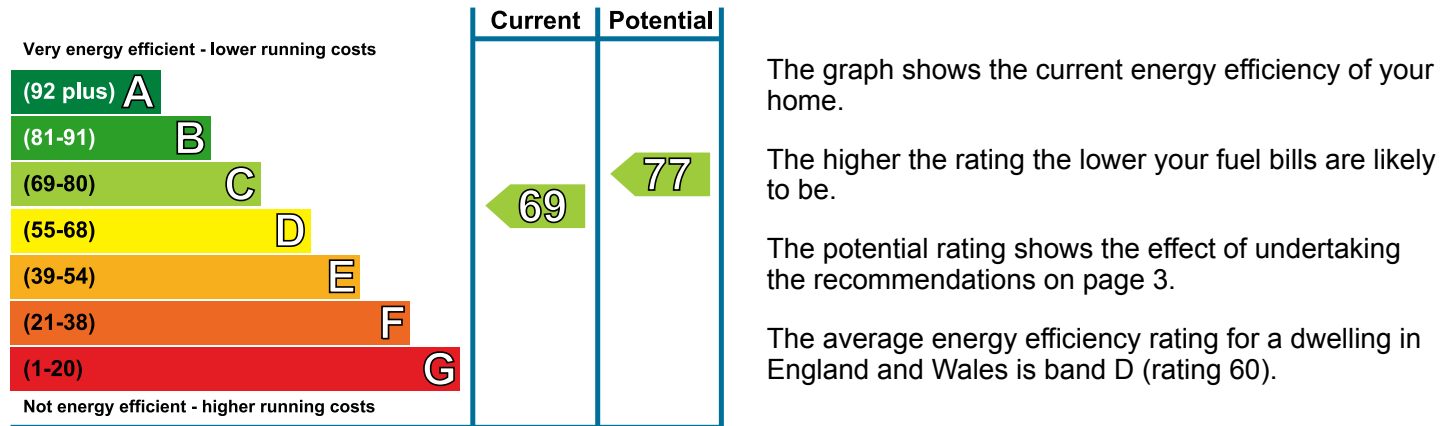 Current Potential
Very energy efficient - lower running costs
(92 plus) A
(81-91) B
(69-80) C
(55-68) D
(39-54) E
(21-38) F
(1-20) G
Not energy efficient - higher running costs
69
77
The graph shows the current energy efficiency of your
home.
The higher the rating the lower your fuel bills are likely
to be.
The potential rating shows the effect of undertaking
the recommendations on page 3.
The average energy efficiency rating for a dwelling in
England and Wales is band D (rating 60).